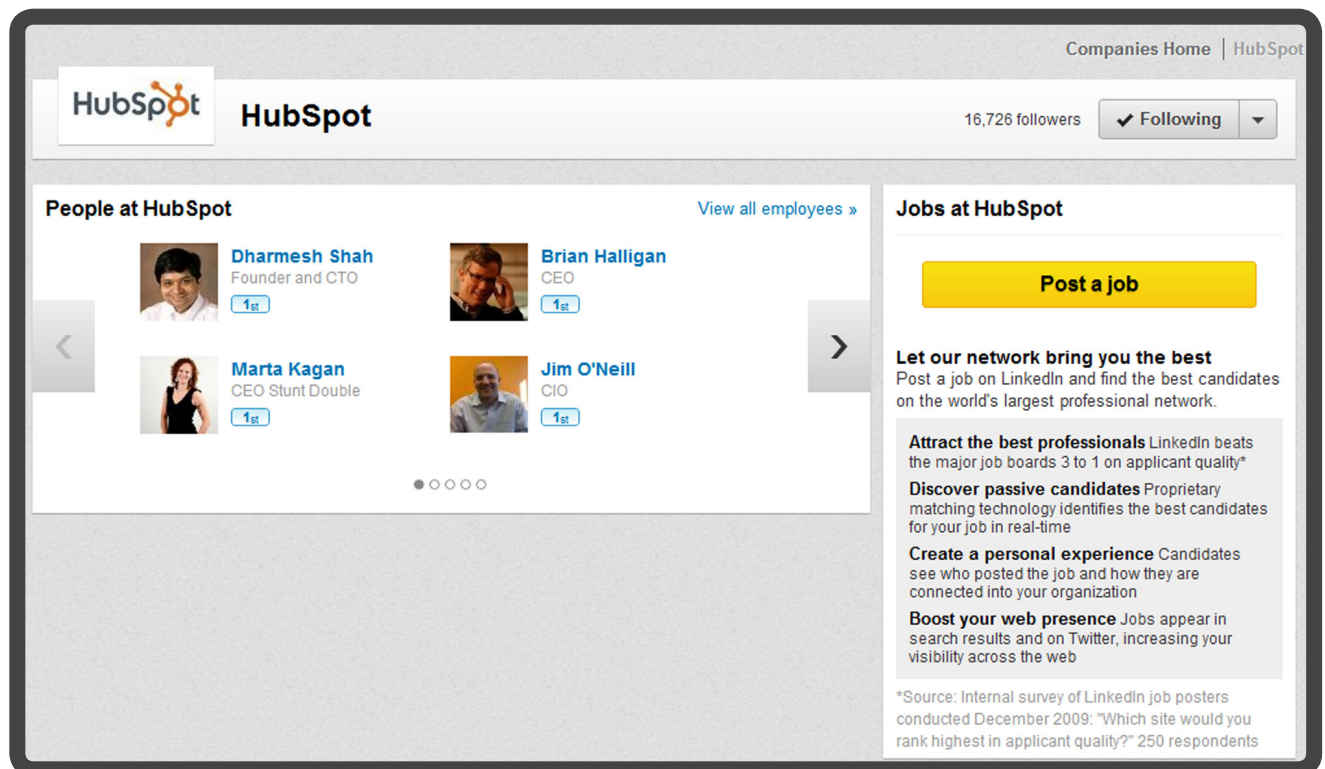 Companies Home | HubSpot
HubSpot
HubSpot
16,726 followers
Following
People at HubSpot
View all employees »
Dharmesh Shah
Founder and CTO
1st
Brian Halligan
CEO
1st
Marta Kagan
CEO Stunt Double
1st
Jim O'Neill
CIO
1st
Jobs at HubSpot
Post a job
Let our network bring you the best
Post a job on LinkedIn and find the best candidates
on the world's largest professional network.
Attract the best professionals LinkedIn beats
the major job boards 3 to 1 on applicant quality*
Discover passive candidates Proprietary
matching technology identifies the best candidates
for your job in real-time
Create a personal experience Candidates
see who posted the job and how they are
connected into your organization
Boost your web presence Jobs appear in
search results and on Twitter, increasing your
visibility across the web
*Source: Internal survey of LinkedIn job posters
conducted December 2009: "Which site would you
rank highest in applicant quality?" 250 respondents